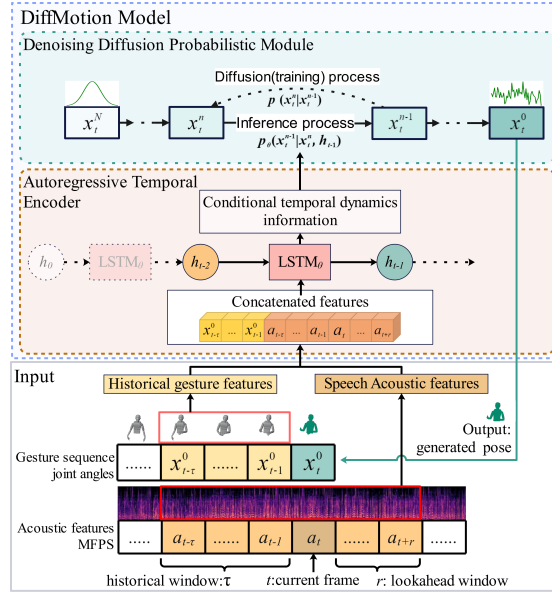 DiffMotion Model
Denoising Diffusion Probabilistic Module
Diffusion(training) process
p (x_t^n|x_t^{n-1})
x_t^N
x_t^n
Inference process
x_t^{n-1}
x_t^0
p_θ(x_t^{n-1}|x_t^n, h_{t-1})
Autoregressive Temporal
Encoder
Conditional temporal dynamics
information
h_0
LSTM_θ
h_{t-2}
LSTM_θ
h_{t-1}
Concatenated features
x_{t-τ}^0 ... x_{t-1}^0 a_{t-τ} ... a_{t-1} a_t ... a_{t+r}
Input
Historical gesture features
Speech Acoustic features
Output:
generated pose
Gesture sequence
joint angles
...... x_{t-τ}^0 ...... x_{t-1}^0 x_t^0
Acoustic features
MFPS
..... a_{t-τ} ...... a_{t-1} a_t ...... a_{t+r} ......
historical window:τ
t:current frame
r: lookahead window